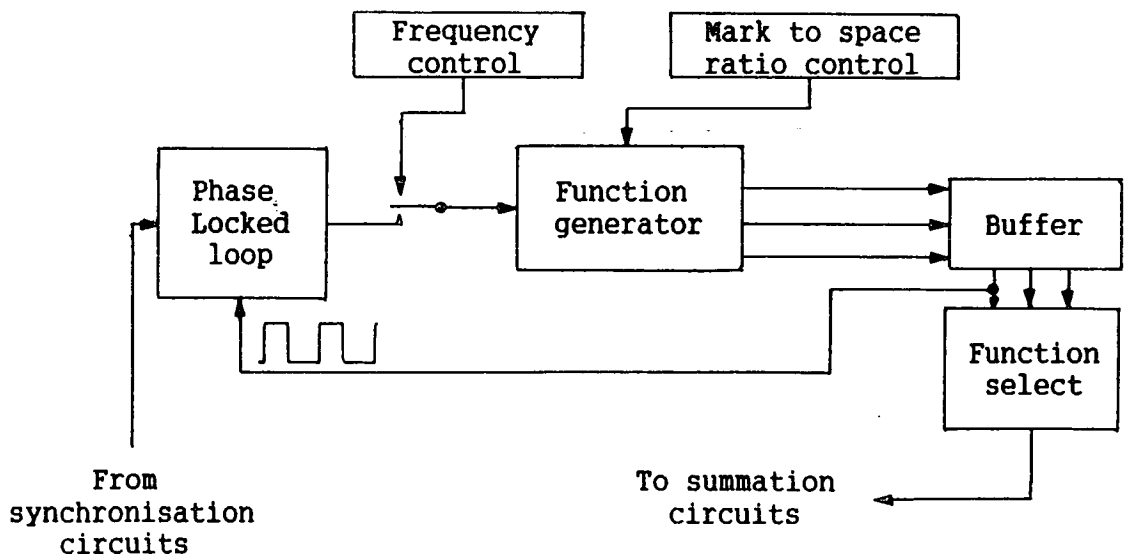 Frequency
control
Mark to space
ratio control
Phase
Locked
loop
Function
generator
Buffer
Function
select
From
synchronisation
circuits
To summation
circuits